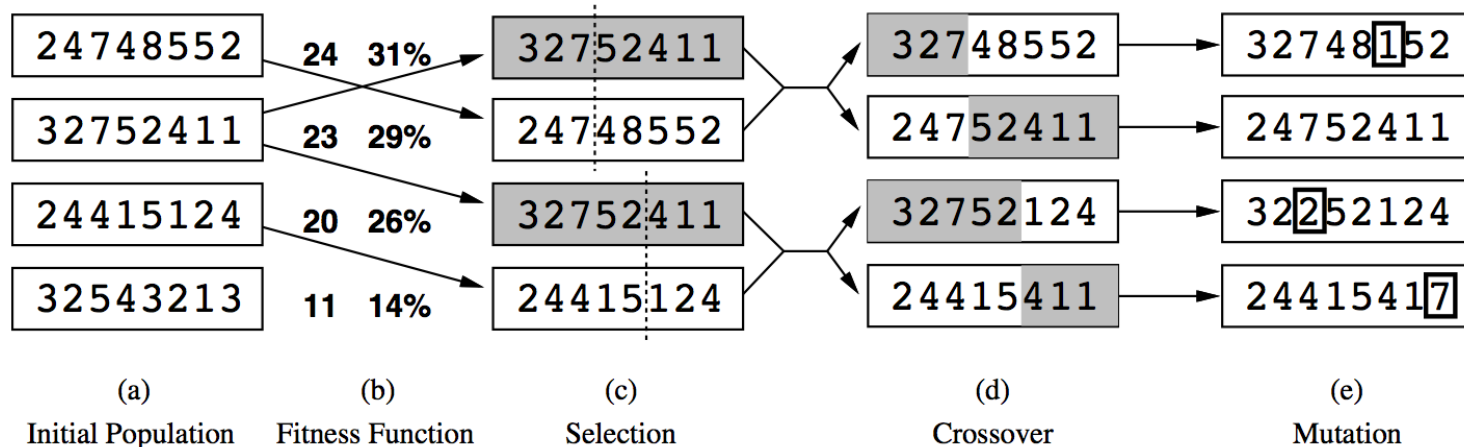 24748552 24 31% 32752411 32748552 32748152
32752411 23 29% 24748552 24752411 24752411
24415124 20 26% 32752411 32752124 32252124
32543213 11 14% 24415124 24415411 24415417
(a) (b) (c) (d) (e)
Initial Population Fitness Function Selection Crossover Mutation